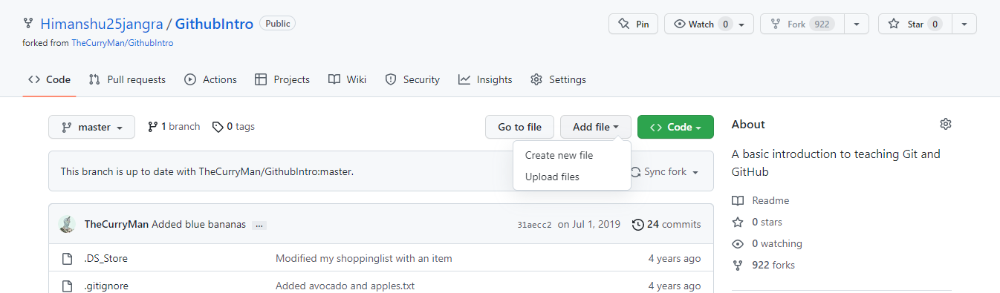 Himanshu25jangra / GithubIntro Public
Pin Watch 0 Fork 922 Star 0
forked from TheCurryMan/GithubIntro
Code Pull requests Actions Projects Wiki Security Insights Settings
master 1 branch 0 tags Go to file Add file Code
Create new file
Upload files
This branch is up to date with TheCurryMan/GithubIntro:master. Sync fork
TheCurryMan Added blue bananas ... 31aecc2 on Jul 1, 2019 24 commits
.DS_Store Modified my shoppinglist with an item 4 years ago
.gitignore Added avocado and apples.txt 4 years ago
About
A basic introduction to teaching Git and
GitHub
Readme
0 stars
0 watching
922 forks